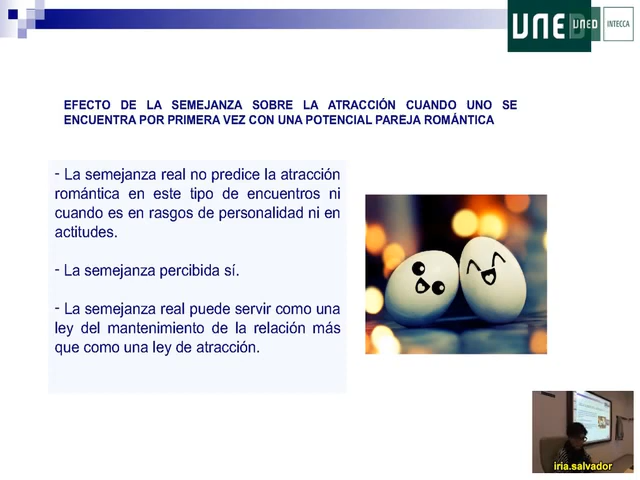 UNED UNED INTECCA
EFECTO DE LA SEMEJANZA SOBRE LA ATRACCIÓN CUANDO UNO SE
ENCUENTRA POR PRIMERA VEZ CON UNA POTENCIAL PAREJA ROMÁNTICA
- La semejanza real no predice la atracción
romántica en este tipo de encuentros ni
cuando es en rasgos de personalidad ni en
actitudes.
- La semejanza percibida sí.
- La semejanza real puede servir como una
ley del mantenimiento de la relación más
que como una ley de atracción.
iria.salvador